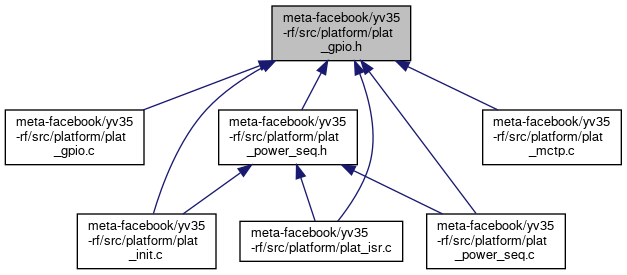 meta-facebook/yv35
-rf/src/platform/plat
_gpio.h
meta-facebook/yv35
-rf/src/platform/plat
_gpio.c
meta-facebook/yv35
-rf/src/platform/plat
_power_seq.h
meta-facebook/yv35
-rf/src/platform/plat
_mctp.c
meta-facebook/yv35
-rf/src/platform/plat
_init.c
meta-facebook/yv35
-rf/src/platform/plat_isr.c
meta-facebook/yv35
-rf/src/platform/plat
_power_seq.c